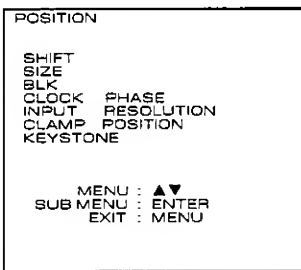 POSITION
SHIFT
SIZE
BLK
CLOCK PHASE
INPUT RESOLUTION
CLAMP POSITION
KEYSTONE
MENU : ▲▼
SUB MENU : ENTER
EXIT : MENU